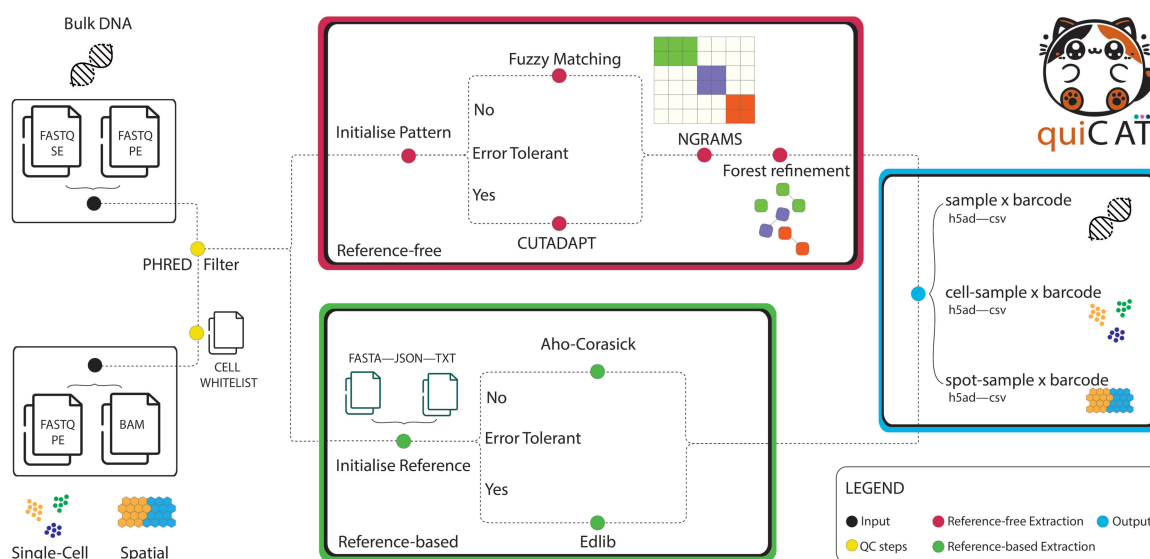 Bulk DNA
FASTQ
SE
FASTQ
PE
PHRED Filter
CELL
WHITELIST
FASTQ
PE
BAM
Single-Cell
Spatial
Initialise Pattern
Fuzzy Matching
No
Error Tolerant
Yes
CUTADAPT
NGRAMS
Forest refinement
Reference-free
FASTA—JSON—TXT
Initialise Reference
Aho-Corasick
No
Error Tolerant
Yes
Edlib
Reference-based
quiCAT
sample x barcode
h5ad—csv
cell-sample x barcode
h5ad—csv
spot-sample x barcode
h5ad—csv
LEGEND
Input
Reference-free Extraction
Output
QC steps
Reference-based Extraction